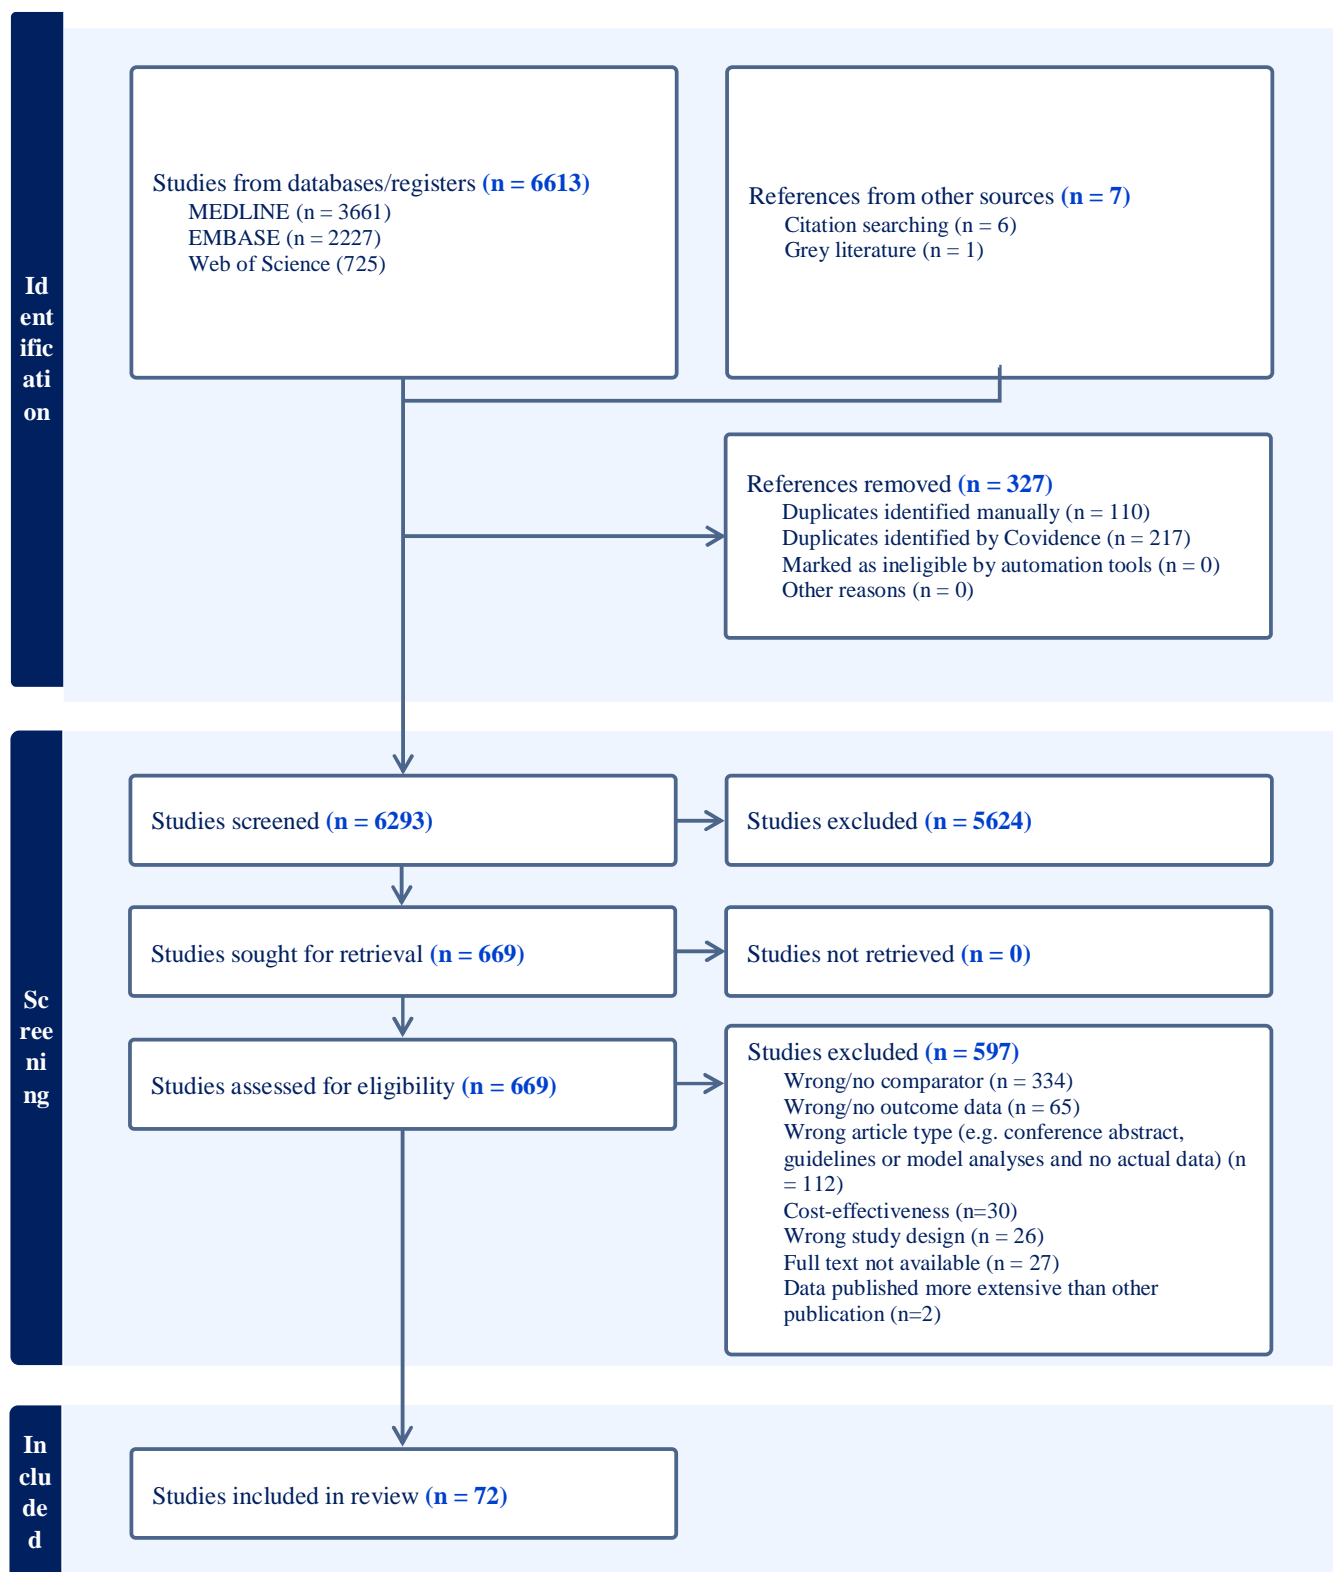 Id
ent
ific
ati
on
Studies from databases/registers (n = 6613)
MEDLINE (n = 3661)
EMBASE (n = 2227)
Web of Science (725)
References from other sources (n = 7)
Citation searching (n = 6)
Grey literature (n = 1)
References removed (n = 327)
Duplicates identified manually (n = 110)
Duplicates identified by Covidence (n = 217)
Marked as ineligible by automation tools (n = 0)
Other reasons (n = 0)
Sc
ree
ni
ng
Studies screened (n = 6293)
Studies excluded (n = 5624)
Studies sought for retrieval (n = 669)
Studies not retrieved (n = 0)
Studies assessed for eligibility (n = 669)
Studies excluded (n = 597)
Wrong/no comparator (n = 334)
Wrong/no outcome data (n = 65)
Wrong article type (e.g. conference abstract,
guidelines or model analyses and no actual data) (n
= 112)
Cost-effectiveness (n=30)
Wrong study design (n = 26)
Full text not available (n = 27)
Data published more extensive than other
publication (n=2)
In
clu
de
d
Studies included in review (n = 72)